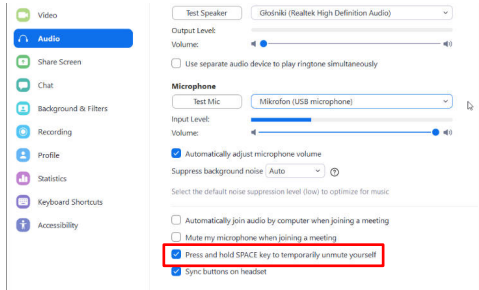 Video
Audio
Share Screen
Chat
Background & Filters
Recording
Profile
Statistics
Keyboard Shortcuts
Accessibility
Test Speaker
Głośniki (Realtek High Definition Audio)
Output Level:
Volume:
Use separate audio device to play ringtone simultaneously
Microphone
Test Mic
Mikrofon (USB microphone)
Input Level:
Volume:
Automatically adjust microphone volume
Suppress background noise Auto
Select the default noise suppression level (low) to optimize for music
Automatically join audio by computer when joining a meeting
Mute my microphone when joining a meeting
Press and hold SPACE key to temporarily unmute yourself
Sync buttons on headset